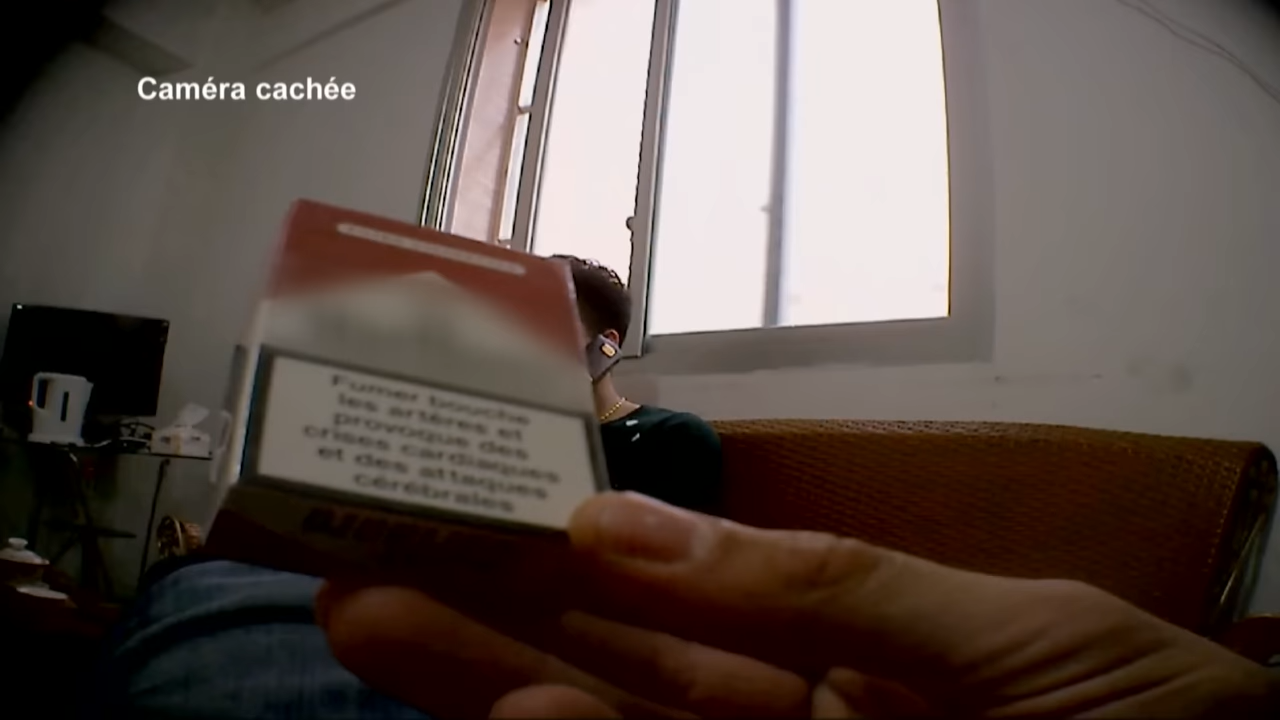 Caméra cachée
Fumer bouche
les artères et
provoque des
crises cardiaques
et des attaques
cérébrales